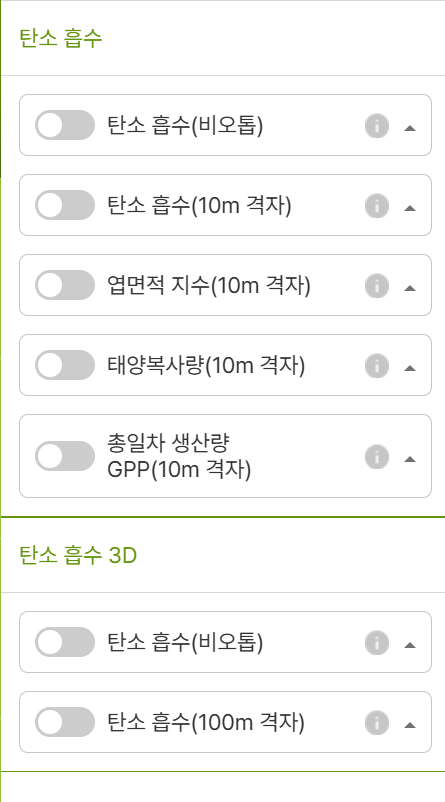 탄소 흡수
탄소 흡수(비오톱)
탄소 흡수(10m 격자)
엽면적 지수(10m 격자)
태양복사량(10m 격자)
총일차 생산량
GPP(10m 격자)
탄소 흡수 3D
탄소 흡수(비오톱)
탄소 흡수(100m 격자)